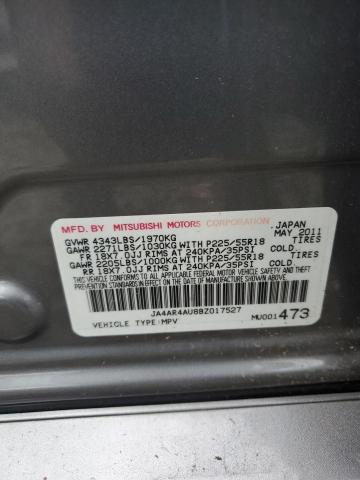 MFD. BY MITSUBISHI MOTORS CORPORATION JAPAN
GVWR 4343LBS/1970KG MAY 2011
GAWR 2271LBS/1030KG WITH P225/55R18 TIRES
FR 18X7.0JJ RIMS AT 240KPA/35PSI COLD
GAWR 2205LBS/1000KG WITH P225/55R18 TIRES
RR 18X7.0JJ RIMS AT 240KPA/35PSI COLD
THIS VEHICLE CONFORMS TO ALL APPLICABLE FEDERAL MOTOR VEHICLE SAFETY
AND THEFT PREVENTION STANDARDS IN EFFECT ON THE DATE OF MANUFACTURE
SHOWN ABOVE.
JA4AR4AU8BZ017527
VEHICLE TYPE:MPV MU001473